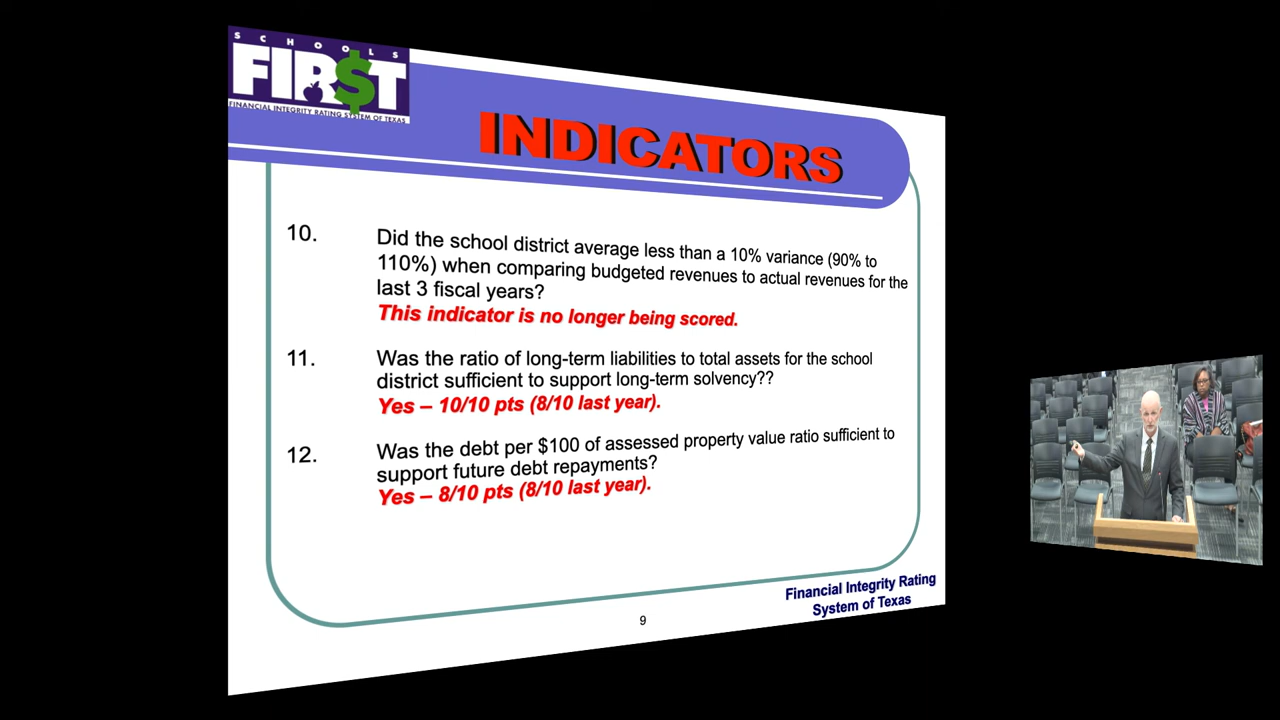 SCHOOLS
FIR$T
FINANCIAL INTEGRITY RATING SYSTEM OF TEXAS
INDICATORS
10.
Did the school district average less than a 10% variance (90% to
110%) when comparing budgeted revenues to actual revenues for the
last 3 fiscal years?
This indicator is no longer being scored.
11.
Was the ratio of long-term liabilities to total assets for the school
district sufficient to support long-term solvency??
Yes – 10/10 pts (8/10 last year).
12.
Was the debt per $100 of assessed property value ratio sufficient to
support future debt repayments?
Yes – 8/10 pts (8/10 last year).
Financial Integrity Rating
System of Texas
9